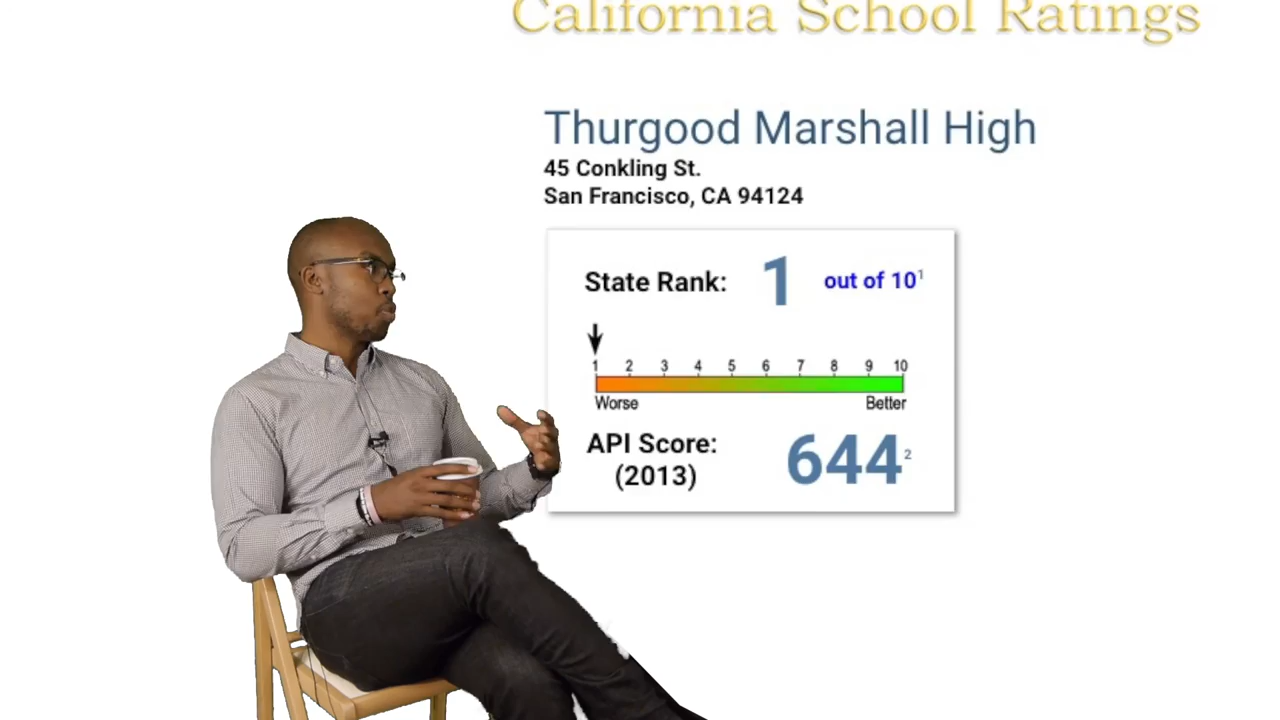 California School Ratings
Thurgood Marshall High
45 Conkling St.
San Francisco, CA 94124
State Rank: 1 out of 10¹
1 2 3 4 5 6 7 8 9 10
Worse Better
API Score: 644²
(2013)